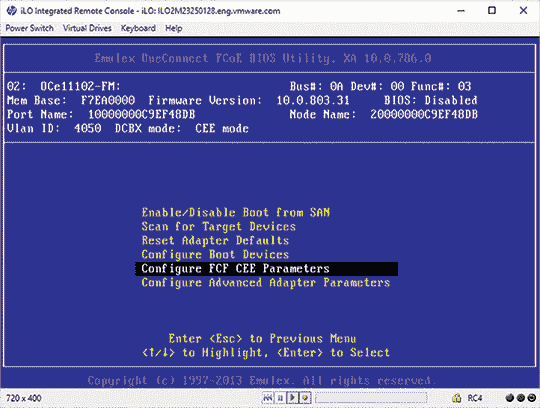 iLO Integrated Remote Console - iLO: ILO2M23250128.eng.vmware.com
Power Switch Virtual Drives Keyboard Help
Emulex OneConnect FCoE BIOS Utility, XA 10.0.786.0
02: OCe11102-FM: Bus#: 0A Dev#: 00 Func#: 03
Mem Base: F7EA0000 Firmware Version: 10.0.803.31 BIOS: Disabled
Port Name: 10000000C9EF48DB Node Name: 20000000C9EF48DB
Vlan ID: 4050 DCBX mode: CEE mode
Enable/Disable Boot from SAN
Scan for Target Devices
Reset Adapter Defaults
Configure Boot Devices
Configure FCF CEE Parameters
Configure Advanced Adapter Parameters
Enter <Esc> to Previous Menu
<↑/↓> to Highlight, <Enter> to Select
Copyright (c) 1997-2013 Emulex. All rights reserved.
720 x 400 RC4